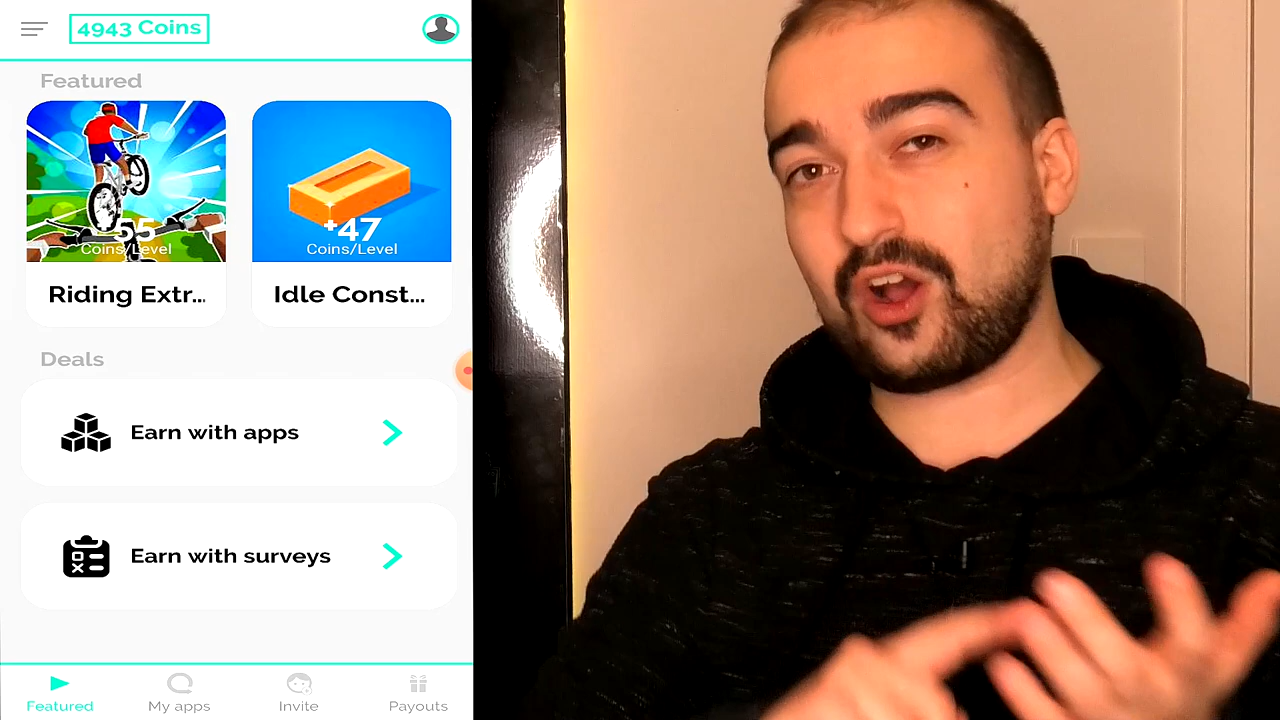 4943 Coins
Featured
55
Coins/Level
+47
Coins/Level
Riding Extr...
Idle Const...
Deals
Earn with apps
Earn with surveys
Featured
My apps
Invite
Payouts